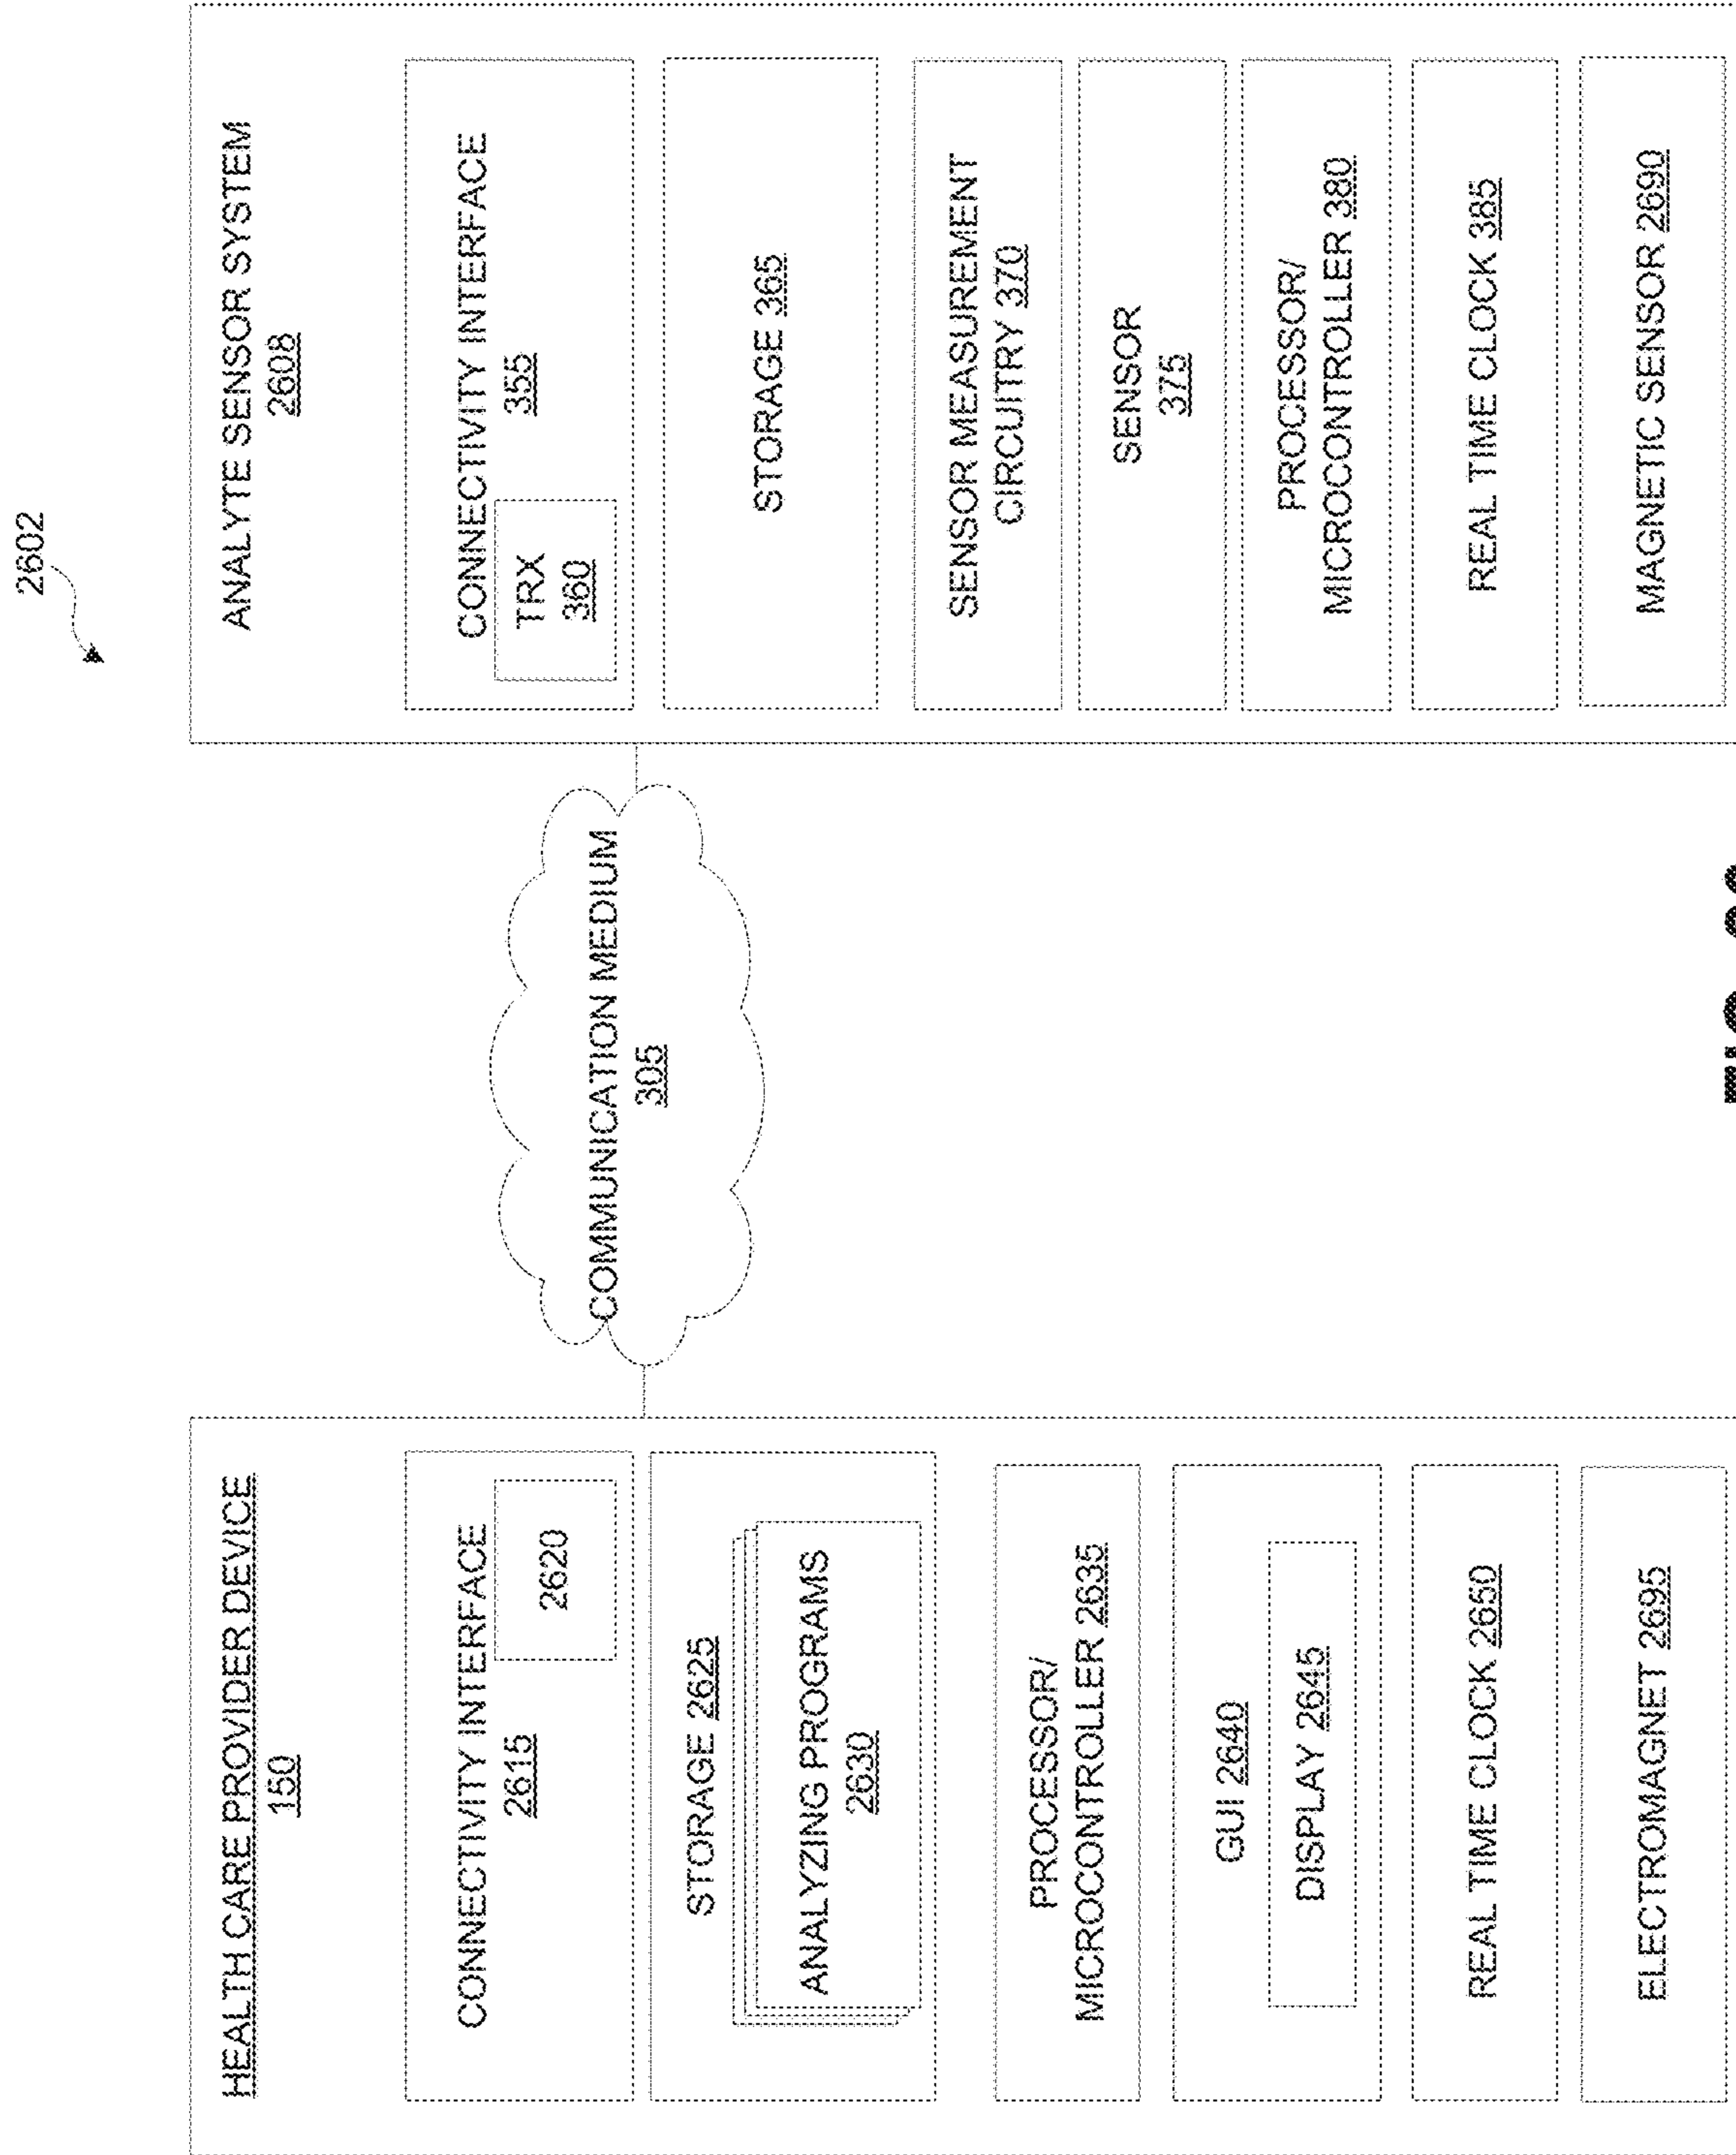 2602
HEALTH CARE PROVIDER DEVICE
150
CONNECTIVITY INTERFACE
2615
2620
STORAGE 2625
ANALYZING PROGRAMS
2630
PROCESSOR/
MICROCONTROLLER 2635
GUI 2640
DISPLAY 2645
REAL TIME CLOCK 2650
ELECTROMAGNET 2695
COMMUNICATION MEDIUM
305
ANALYTE SENSOR SYSTEM
2608
CONNECTIVITY INTERFACE
355
TRX
360
STORAGE 365
SENSOR MEASUREMENT
CIRCUITRY 370
SENSOR
375
PROCESSOR/
MICROCONTROLLER 380
REAL TIME CLOCK 385
MAGNETIC SENSOR 2690